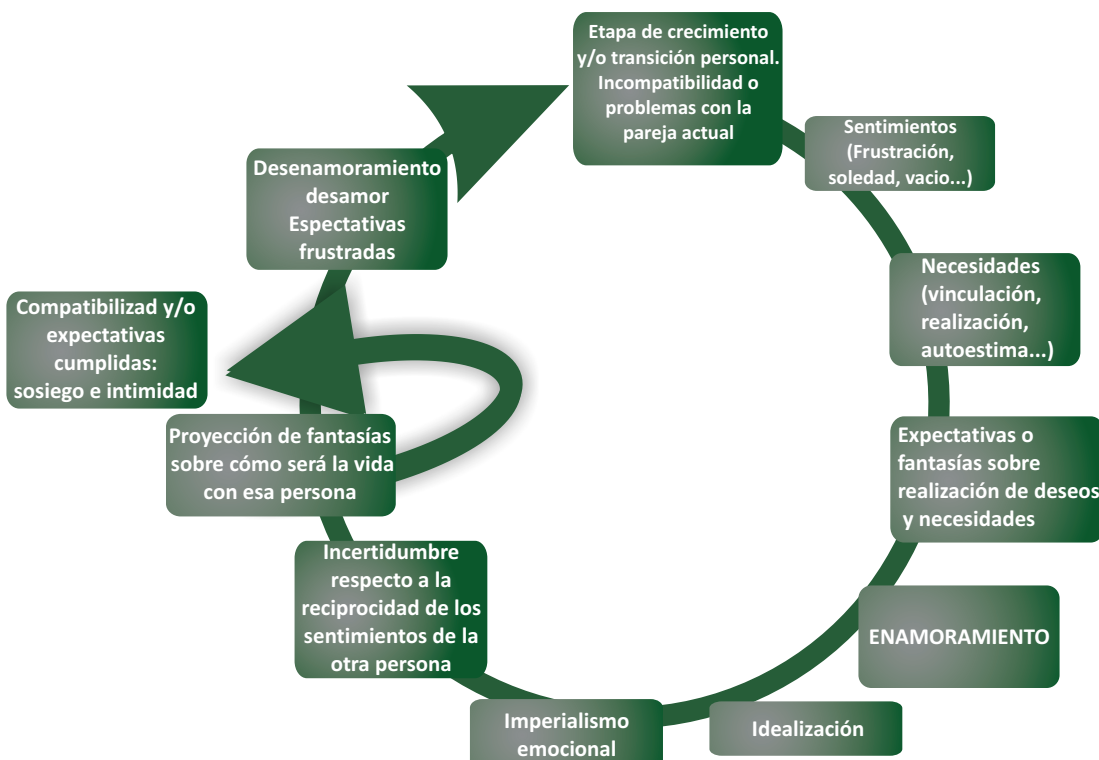 Etapa de crecimiento
y/o transición personal.
Incompatibilidad o
problemas con la
pareja actual
Sentimientos
(Frustración,
soledad, vacio...)
Necesidades
(vinculación,
realización,
autoestima...)
Expectativas o
fantasías sobre
realización de deseos
y necesidades
ENAMORAMIENTO
Idealización
Imperialismo
emocional
Incertidumbre
respecto a la
reciprocidad de los
sentimientos de la
otra persona
Proyección de fantasías
sobre cómo será la vida
con esa persona
Compatibilizad y/o
expectativas
cumplidas:
sosiego e intimidad
Desenamoramiento
desamor
Espectativas
frustradas